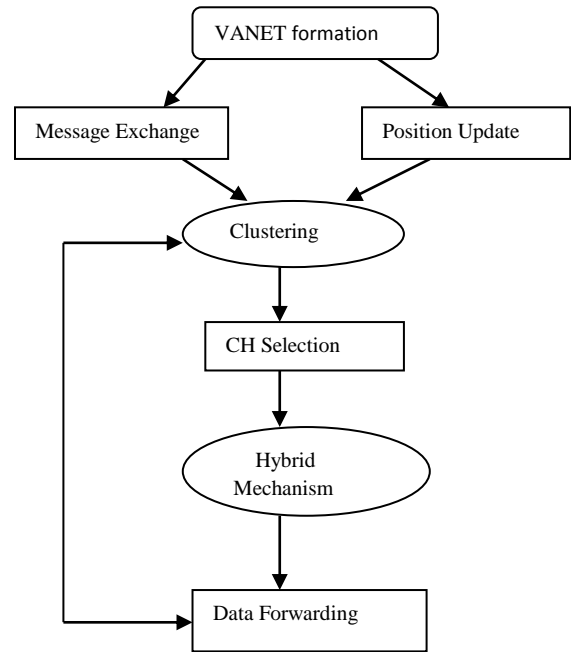 VANET formation
Message Exchange
Position Update
Clustering
CH Selection
Hybrid
Mechanism
Data Forwarding